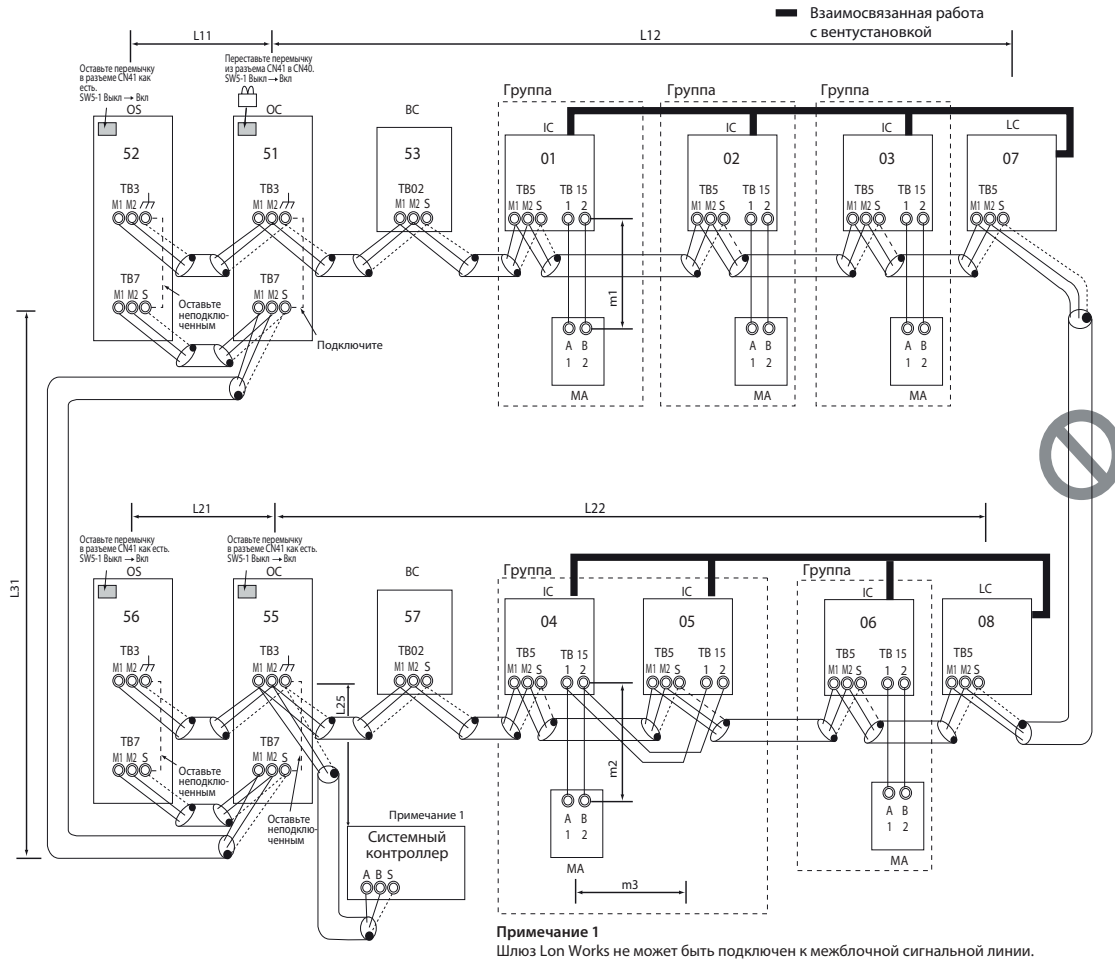 Взаимосвязанная работа
с вентустановкой
L11
L12
Оставьте перемычку
в разъеме CN41 как
есть.
SW5-1 Выкл → Вкл
Переставьте перемычку
из разъема CN41 в CN40.
SW5-1 Выкл → Вкл
Группа
Группа
Группа
OS
OC
BC
IC
IC
IC
LC
52
51
53
01
02
03
07
TB3
TB3
TB02
TB5
TB 15
TB5
TB 15
TB5
TB 15
TB5
M1 M2
M1 M2
M1 M2 S
M1 M2 S
1 2
M1 M2 S
1 2
M1 M2 S
1 2
M1 M2 S
TB7
TB7
M1 M2 S
M1 M2 S
Оставьте
неподклю-
ченным
Подключите
m1
A B
1 2
MA
A B
1 2
MA
A B
1 2
MA
L31
L21
L22
Оставьте перемычку
в разъеме CN41 как есть.
SW5-1 Выкл → Вкл
Оставьте перемычку
в разъеме CN41 как есть.
SW5-1 Выкл → Вкл
Группа
Группа
OS
OC
BC
IC
IC
IC
LC
56
55
57
04
05
06
08
TB3
TB3
TB02
TB5
TB 15
TB5
TB 15
TB5
TB 15
TB5
M1 M2
M1 M2
M1 M2 S
M1 M2 S
1 2
M1 M2 S
1 2
M1 M2 S
1 2
M1 M2 S
L25
TB7
TB7
M1 M2 S
M1 M2 S
Оставьте
неподклю-
ченным
Оставьте
неподклю-
ченным
m2
Примечание 1
Системный
контроллер
A B S
A B
1 2
MA
m3
A B
1 2
MA
Примечание 1
Шлюз Lon Works не может быть подключен к межблочной сигнальной линии.